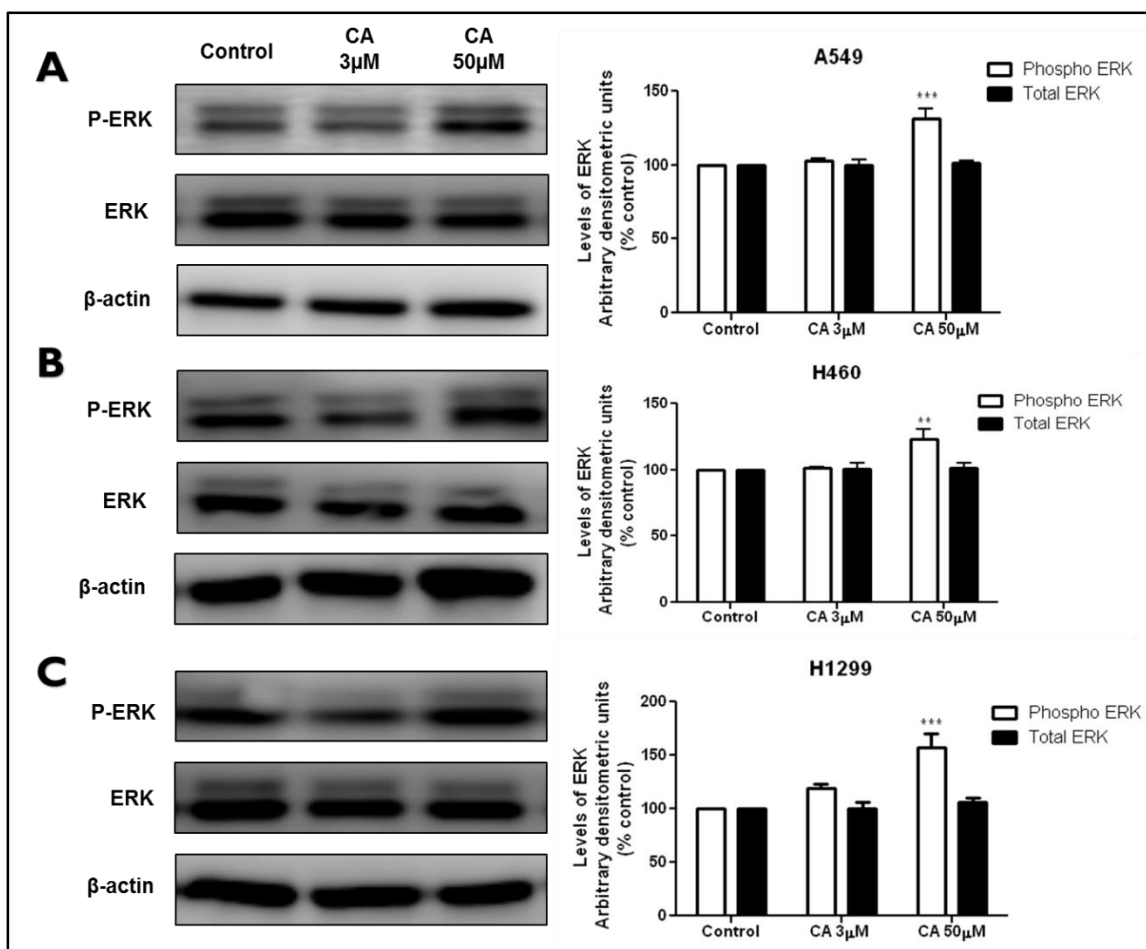 A
Control
CA
3µM
CA
50µM
P-ERK
ERK
β-actin
A549
Phospho ERK
Total ERK
***
Levels of ERK
Arbitrary densitometric units
(% control)
150
100
50
0
Control
CA 3µM
CA 50µM
B
P-ERK
ERK
β-actin
H460
Phospho ERK
Total ERK
**
Levels of ERK
Arbitrary densitometric units
(% control)
150
100
50
0
Control
CA 3µM
CA 50µM
C
P-ERK
ERK
β-actin
H1299
Phospho ERK
Total ERK
***
Levels of ERK
Arbitrary densitometric units
(% control)
200
150
100
50
0
Control
CA 3µM
CA 50µM